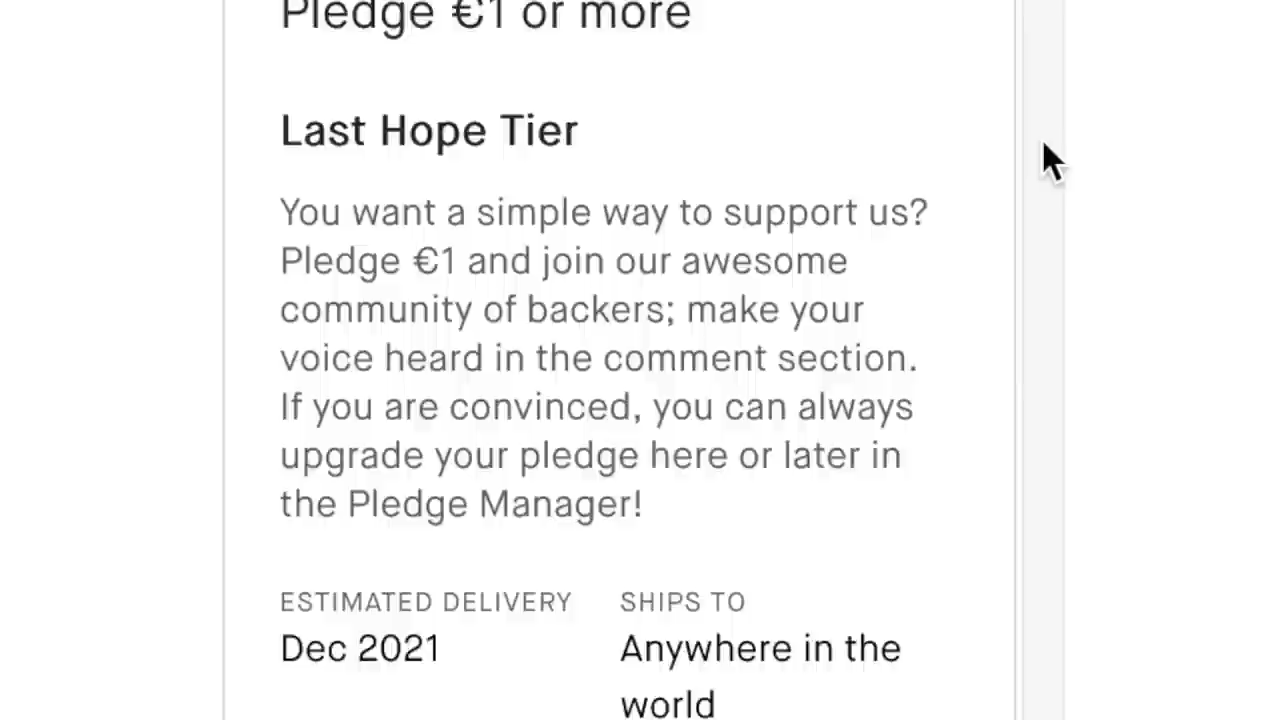 Pledge €1 or more
Last Hope Tier
You want a simple way to support us?
Pledge €1 and join our awesome
community of backers; make your
voice heard in the comment section.
If you are convinced, you can always
upgrade your pledge here or later in
the Pledge Manager!
ESTIMATED DELIVERY SHIPS TO
Dec 2021 Anywhere in the
world